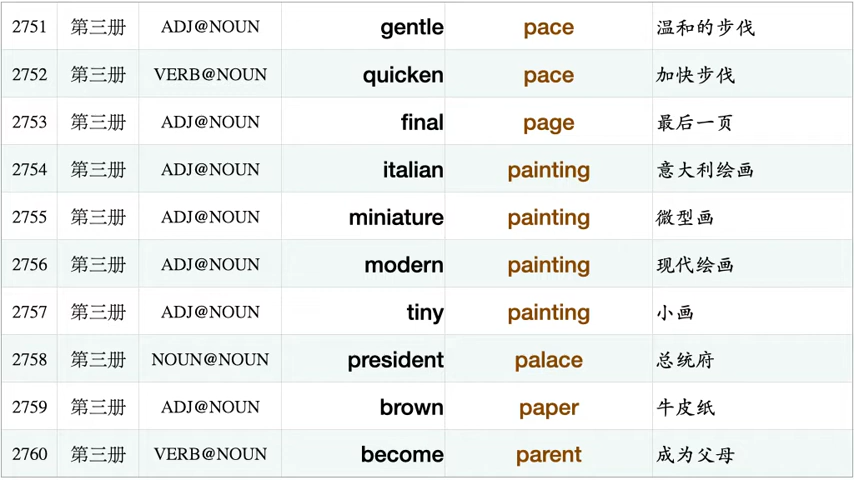 2751 第三册 ADJ@NOUN gentle pace 温和的步伐
2752 第三册 VERB@NOUN quicken pace 加快步伐
2753 第三册 ADJ@NOUN final page 最后一页
2754 第三册 ADJ@NOUN italian painting 意大利绘画
2755 第三册 ADJ@NOUN miniature painting 微型画
2756 第三册 ADJ@NOUN modern painting 现代绘画
2757 第三册 ADJ@NOUN tiny painting 小画
2758 第三册 NOUN@NOUN president palace 总统府
2759 第三册 ADJ@NOUN brown paper 牛皮纸
2760 第三册 VERB@NOUN become parent 成为父母